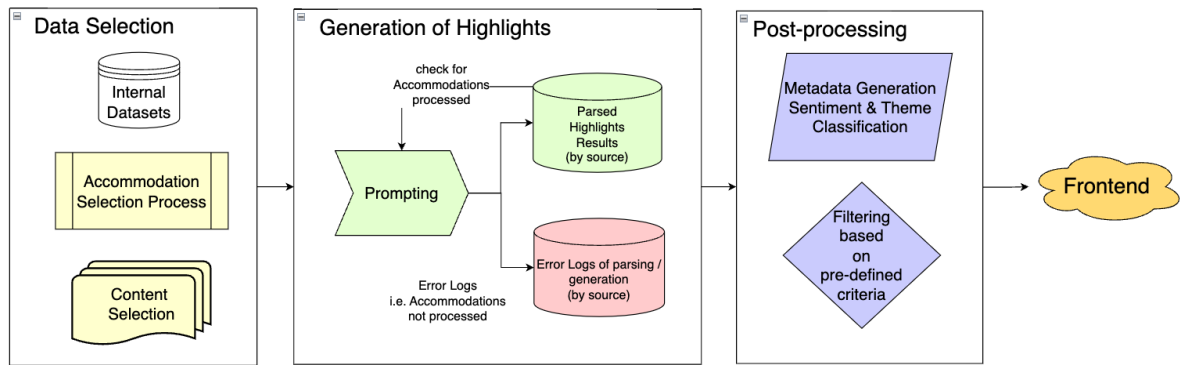 Data Selection
Internal
Datasets
Accommodation
Selection Process
Content
Selection
Generation of Highlights
check for
Accommodations
processed
Parsed
Highlights
Results
(by source)
Prompting
Error Logs of parsing /
generation
(by source)
Error Logs
i.e. Accommodations
not processed
Post-processing
Metadata Generation
Sentiment & Theme
Classification
Filtering
based
on
pre-defined
criteria
Frontend